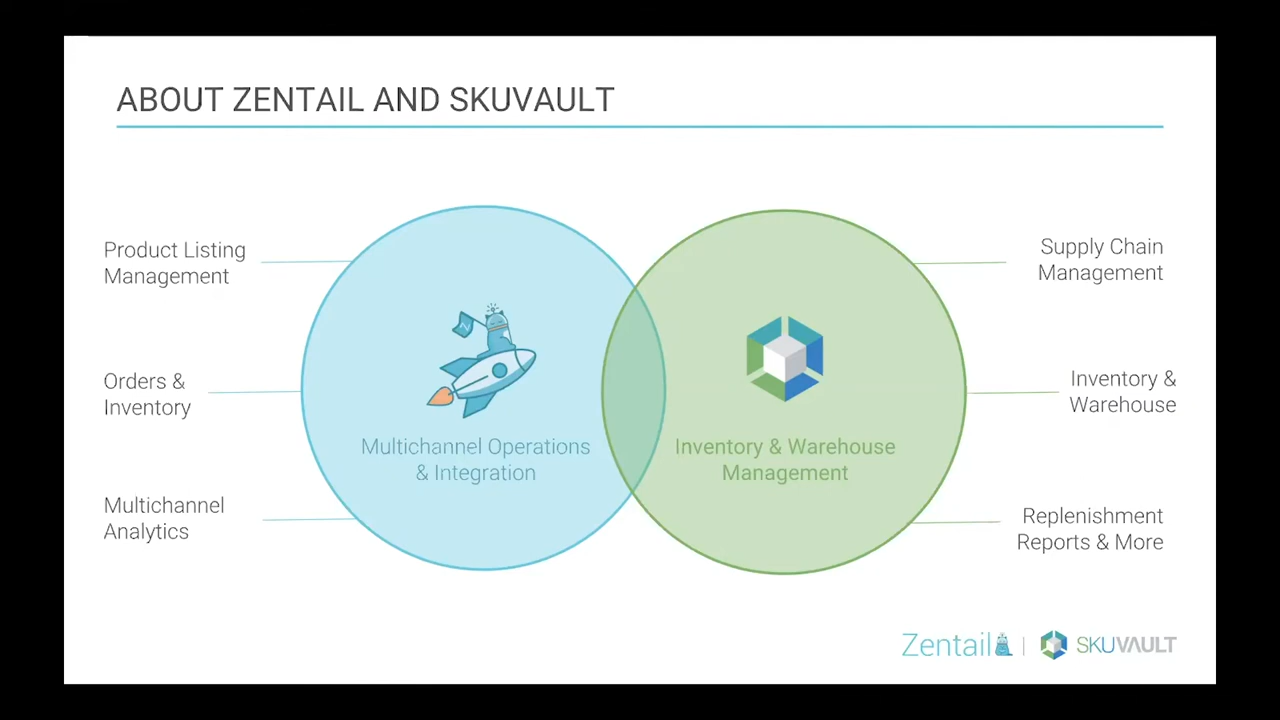 ABOUT ZENTAIL AND SKUVAULT
Product Listing
Management
Orders &
Inventory
Multichannel
Analytics
Multichannel Operations
& Integration
Inventory & Warehouse
Management
Supply Chain
Management
Inventory &
Warehouse
Replenishment
Reports & More
Zentail | SKUVAULT